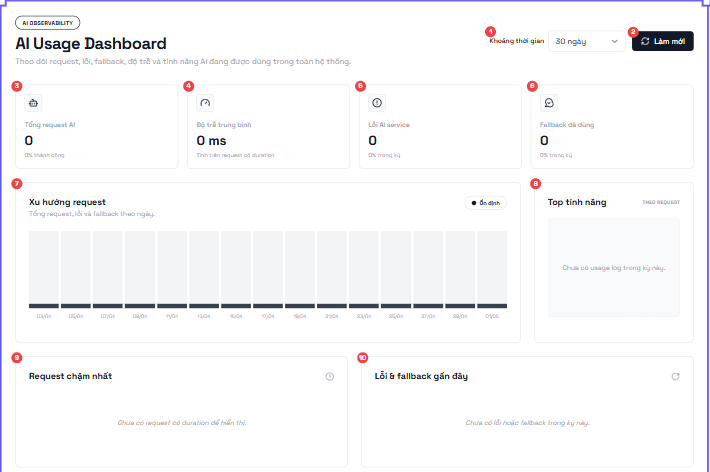 AI OBSERVABILITY
AI Usage Dashboard
Theo dõi request, lỗi, fallback, độ trễ và tính năng AI đang được dùng trong toàn hệ thống.
1
Khoảng thời gian
30 ngày
2
Làm mới
3
Tổng request AI
0
0% thành công
4
Độ trễ trung bình
0 ms
Tính trên request có duration
5
Lỗi AI service
0
0% trong kỳ
6
Fallback đã dùng
0
0% trong kỳ
7
Xu hướng request
Tổng request, lỗi và fallback theo ngày.
Ổn định
03/04 05/04 07/04 09/04 11/04 13/04 15/04 17/04 19/04 21/04 23/04 25/04 27/04 29/04 01/05
8
Top tính năng
THEO REQUEST
Chưa có usage log trong kỳ này.
9
Request chậm nhất
Chưa có request có duration để hiển thị.
10
Lỗi & fallback gần đây
Chưa có lỗi hoặc fallback trong kỳ này.